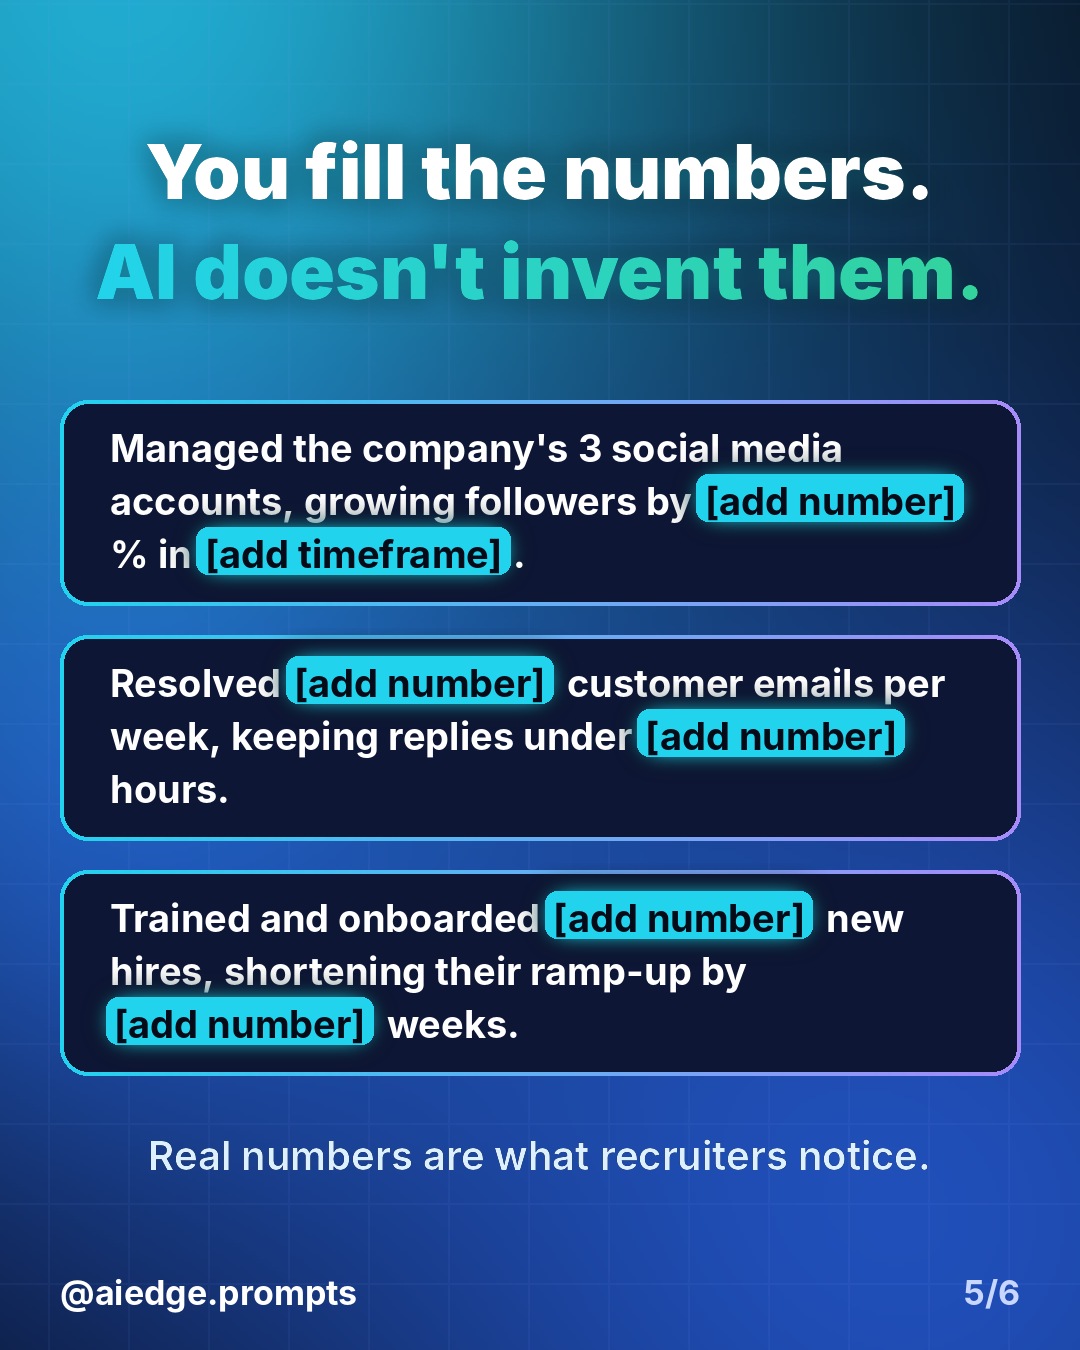 You fill the numbers.
AI doesn't invent them.
Managed the company's 3 social media
accounts, growing followers by [add number]
% in [add timeframe].
Resolved [add number] customer emails per
week, keeping replies under [add number]
hours.
Trained and onboarded [add number] new
hires, shortening their ramp-up by
[add number] weeks.
Real numbers are what recruiters notice.
@aiedge.prompts
5/6